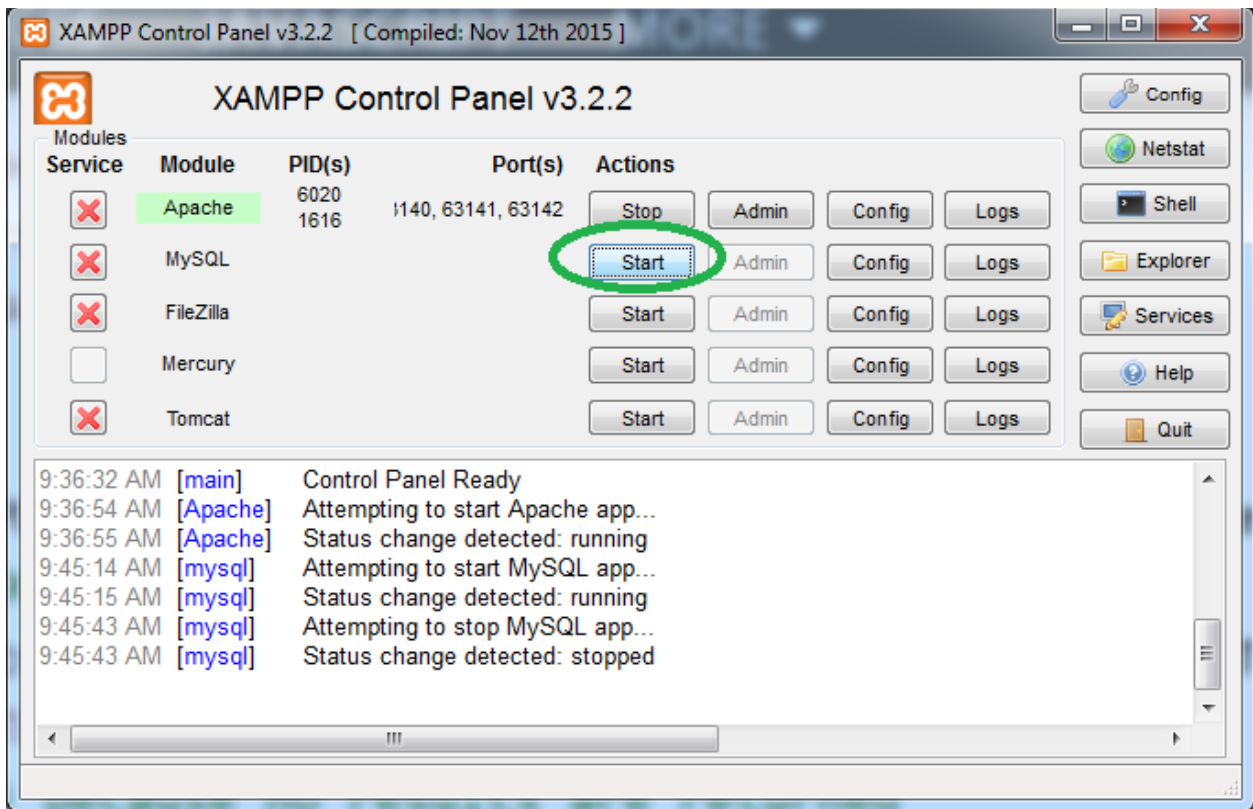 XAMPP Control Panel v3.2.2 [ Compiled: Nov 12th 2015 ]
XAMPP Control Panel v3.2.2
Config
Modules
Service Module PID(s) Port(s) Actions
Netstat
Apache 6020 1616 140, 63141, 63142 Stop Admin Config Logs
Shell
MySQL Start Admin Config Logs
Explorer
FileZilla Start Admin Config Logs
Services
Mercury Start Admin Config Logs
Help
Tomcat Start Admin Config Logs
Quit
9:36:32 AM [main] Control Panel Ready
9:36:54 AM [Apache] Attempting to start Apache app...
9:36:55 AM [Apache] Status change detected: running
9:45:14 AM [mysql] Attempting to start MySQL app...
9:45:15 AM [mysql] Status change detected: running
9:45:43 AM [mysql] Attempting to stop MySQL app...
9:45:43 AM [mysql] Status change detected: stopped